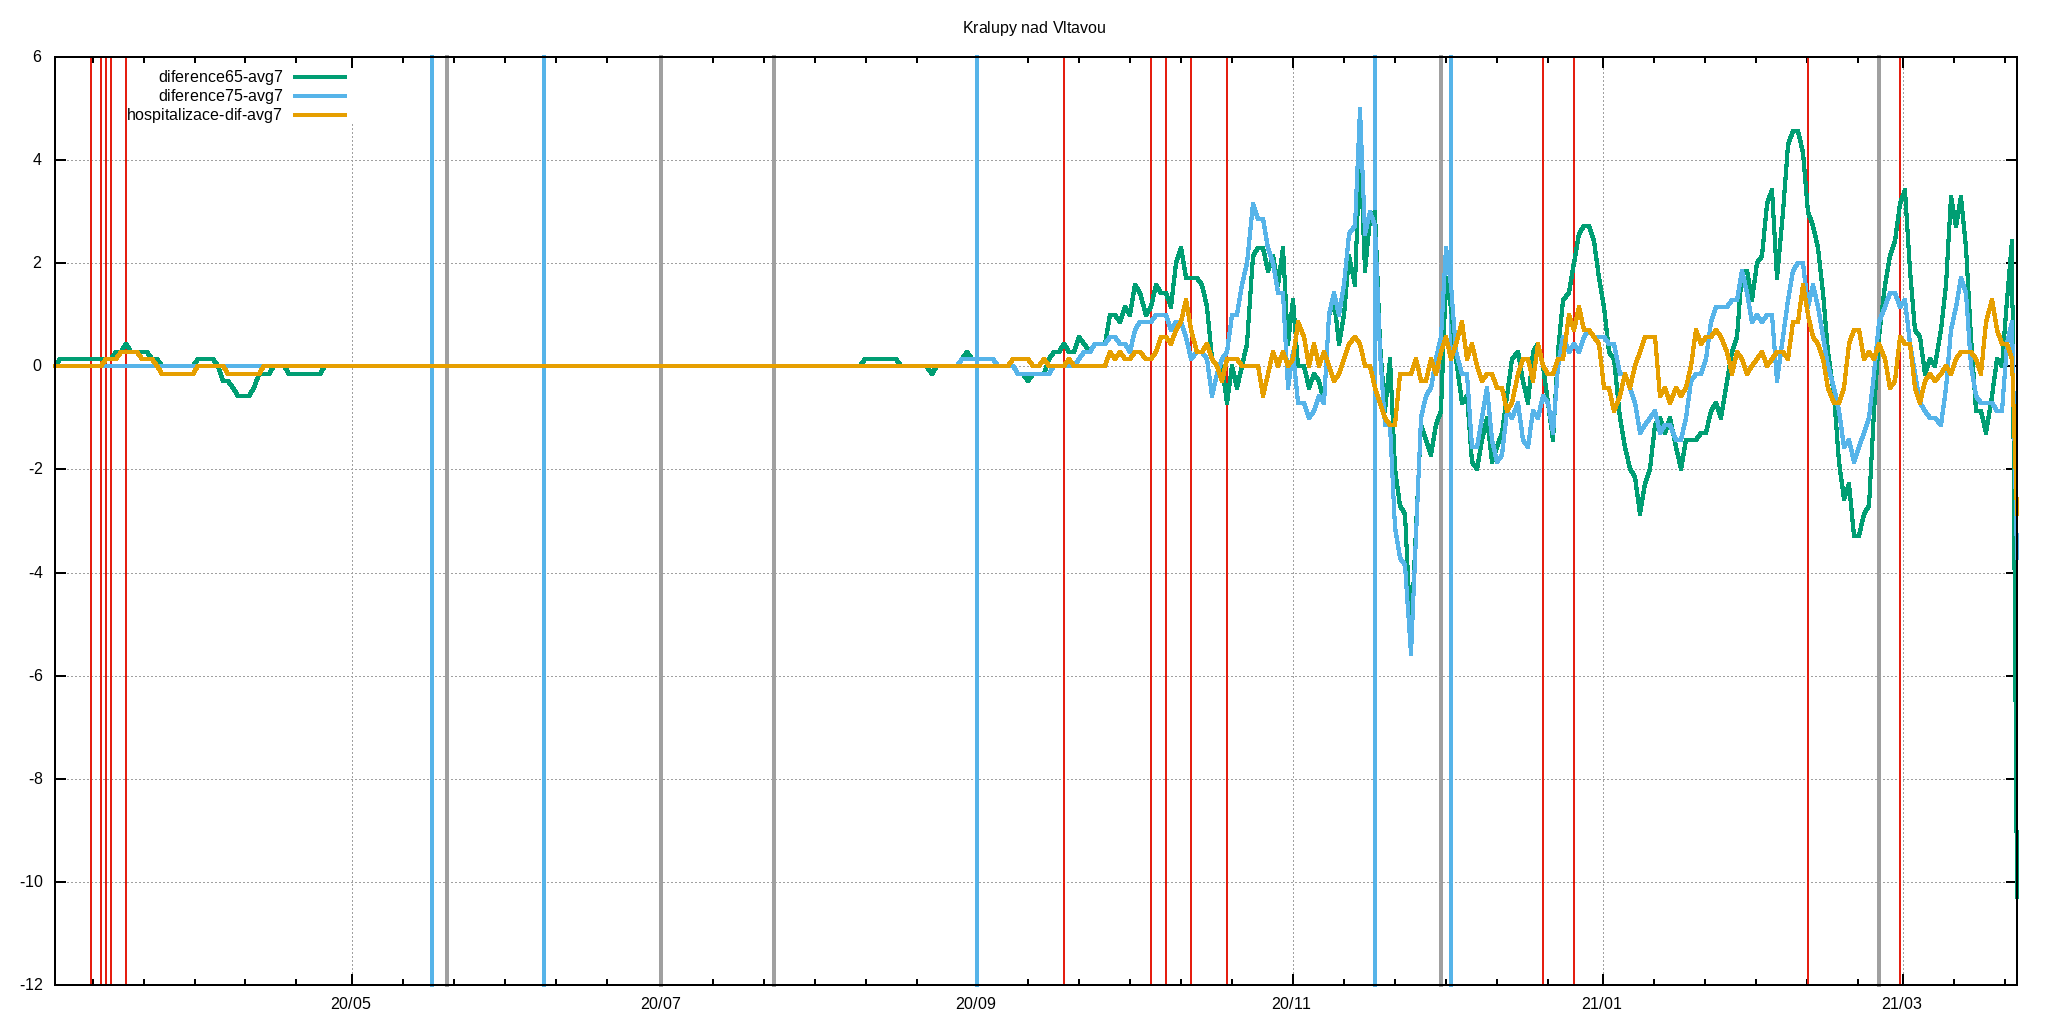 Kralupy nad Vltavou
diference65-avg7
diference75-avg7
hospitalizace-dif-avg7
6
4
2
0
-2
-4
-6
-8
-10
-12
20/05 20/07 20/09 20/11 21/01 21/03